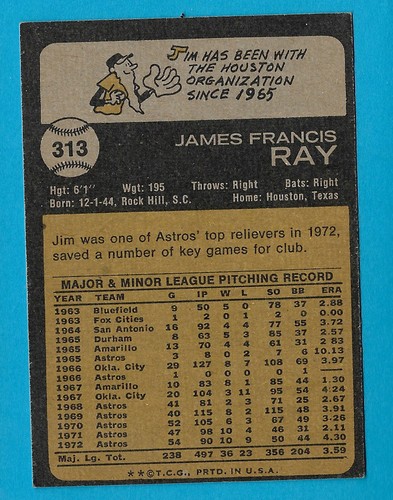 JIM HAS BEEN WITH
THE HOUSTON
ORGANIZATION
SINCE 1965
313
JAMES FRANCIS
RAY
Hgt: 6'1" Wgt: 195 Throws: Right Bats: Right
Born: 12-1-44, Rock Hill, S.C. Home: Houston, Texas
Jim was one of Astros' top relievers in 1972,
saved a number of key games for club.
MAJOR & MINOR LEAGUE PITCHING RECORD
YEAR TEAM G IP W L SO BB ERA
1963 Bluefield 9 50 5 0 78 37 2.88
1963 Fox Cities 1 2 0 1 2 0 0.00
1964 San Antonio 16 92 4 4 77 55 3.72
1965 Durham 8 63 5 2 85 37 2.57
1965 Amarillo 13 70 4 4 61 31 2.83
1965 Astros 3 8 0 2 7 6 10.13
1966 Okla. City 29 127 8 7 108 69 3.97
1966 Astros 1 0 0 0 0 1 —
1967 Amarillo 10 83 8 1 85 44 1.30
1967 Okla. City 20 104 3 11 95 54 4.24
1968 Astros 41 81 2 3 71 25 2.67
1969 Astros 40 115 8 2 115 48 3.91
1970 Astros 52 105 6 3 67 49 3.26
1971 Astros 47 98 10 4 46 31 2.11
1972 Astros 54 90 10 9 50 44 4.30
Maj. Lg. Tot. 238 497 36 23 356 204 3.59
**©T.C.G., PRTD. IN U.S.A.